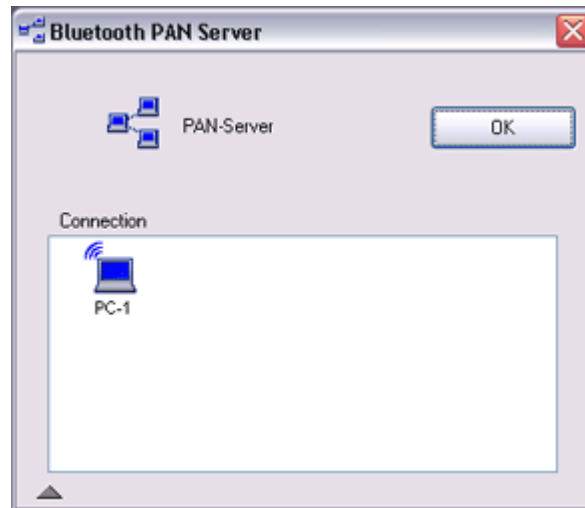 Bluetooth PAN Server
PAN-Server
OK
Connection
PC-1